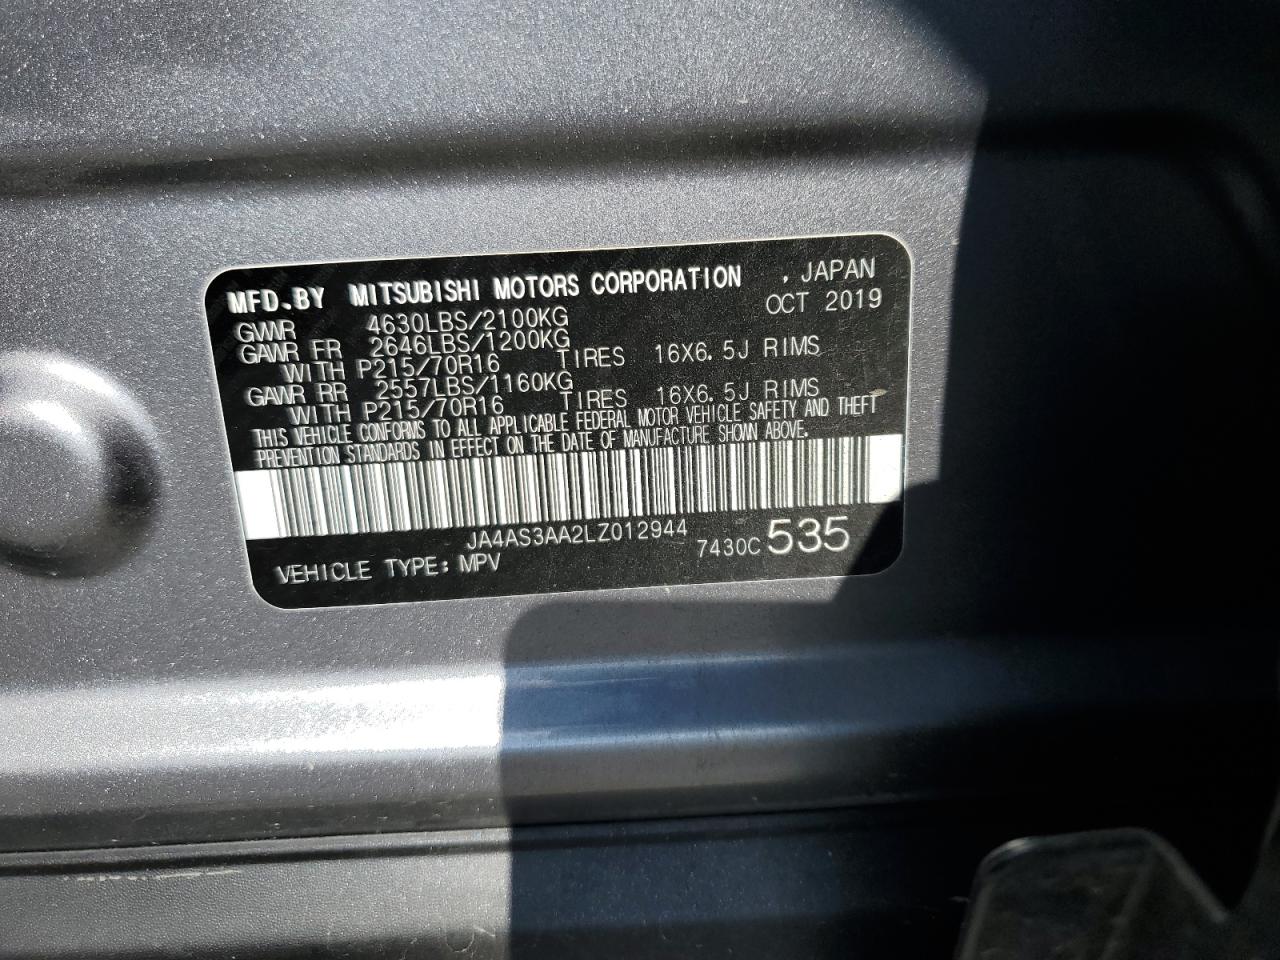 MFD.BY MITSUBISHI MOTORS CORPORATION , JAPAN
OCT 2019
GVWR 4630LBS/2100KG
GAWR FR 2646LBS/1200KG
WITH P215/70R16 TIRES 16X6.5J RIMS
GAWR RR 2557LBS/1160KG
WITH P215/70R16 TIRES 16X6.5J RIMS
THIS VEHICLE CONFORMS TO ALL APPLICABLE FEDERAL MOTOR VEHICLE SAFETY AND THEFT
PREVENTION STANDARDS IN EFFECT ON THE DATE OF MANUFACTURE SHOWN ABOVE.
JA4AS3AA2LZ012944
7430C 535
VEHICLE TYPE: MPV